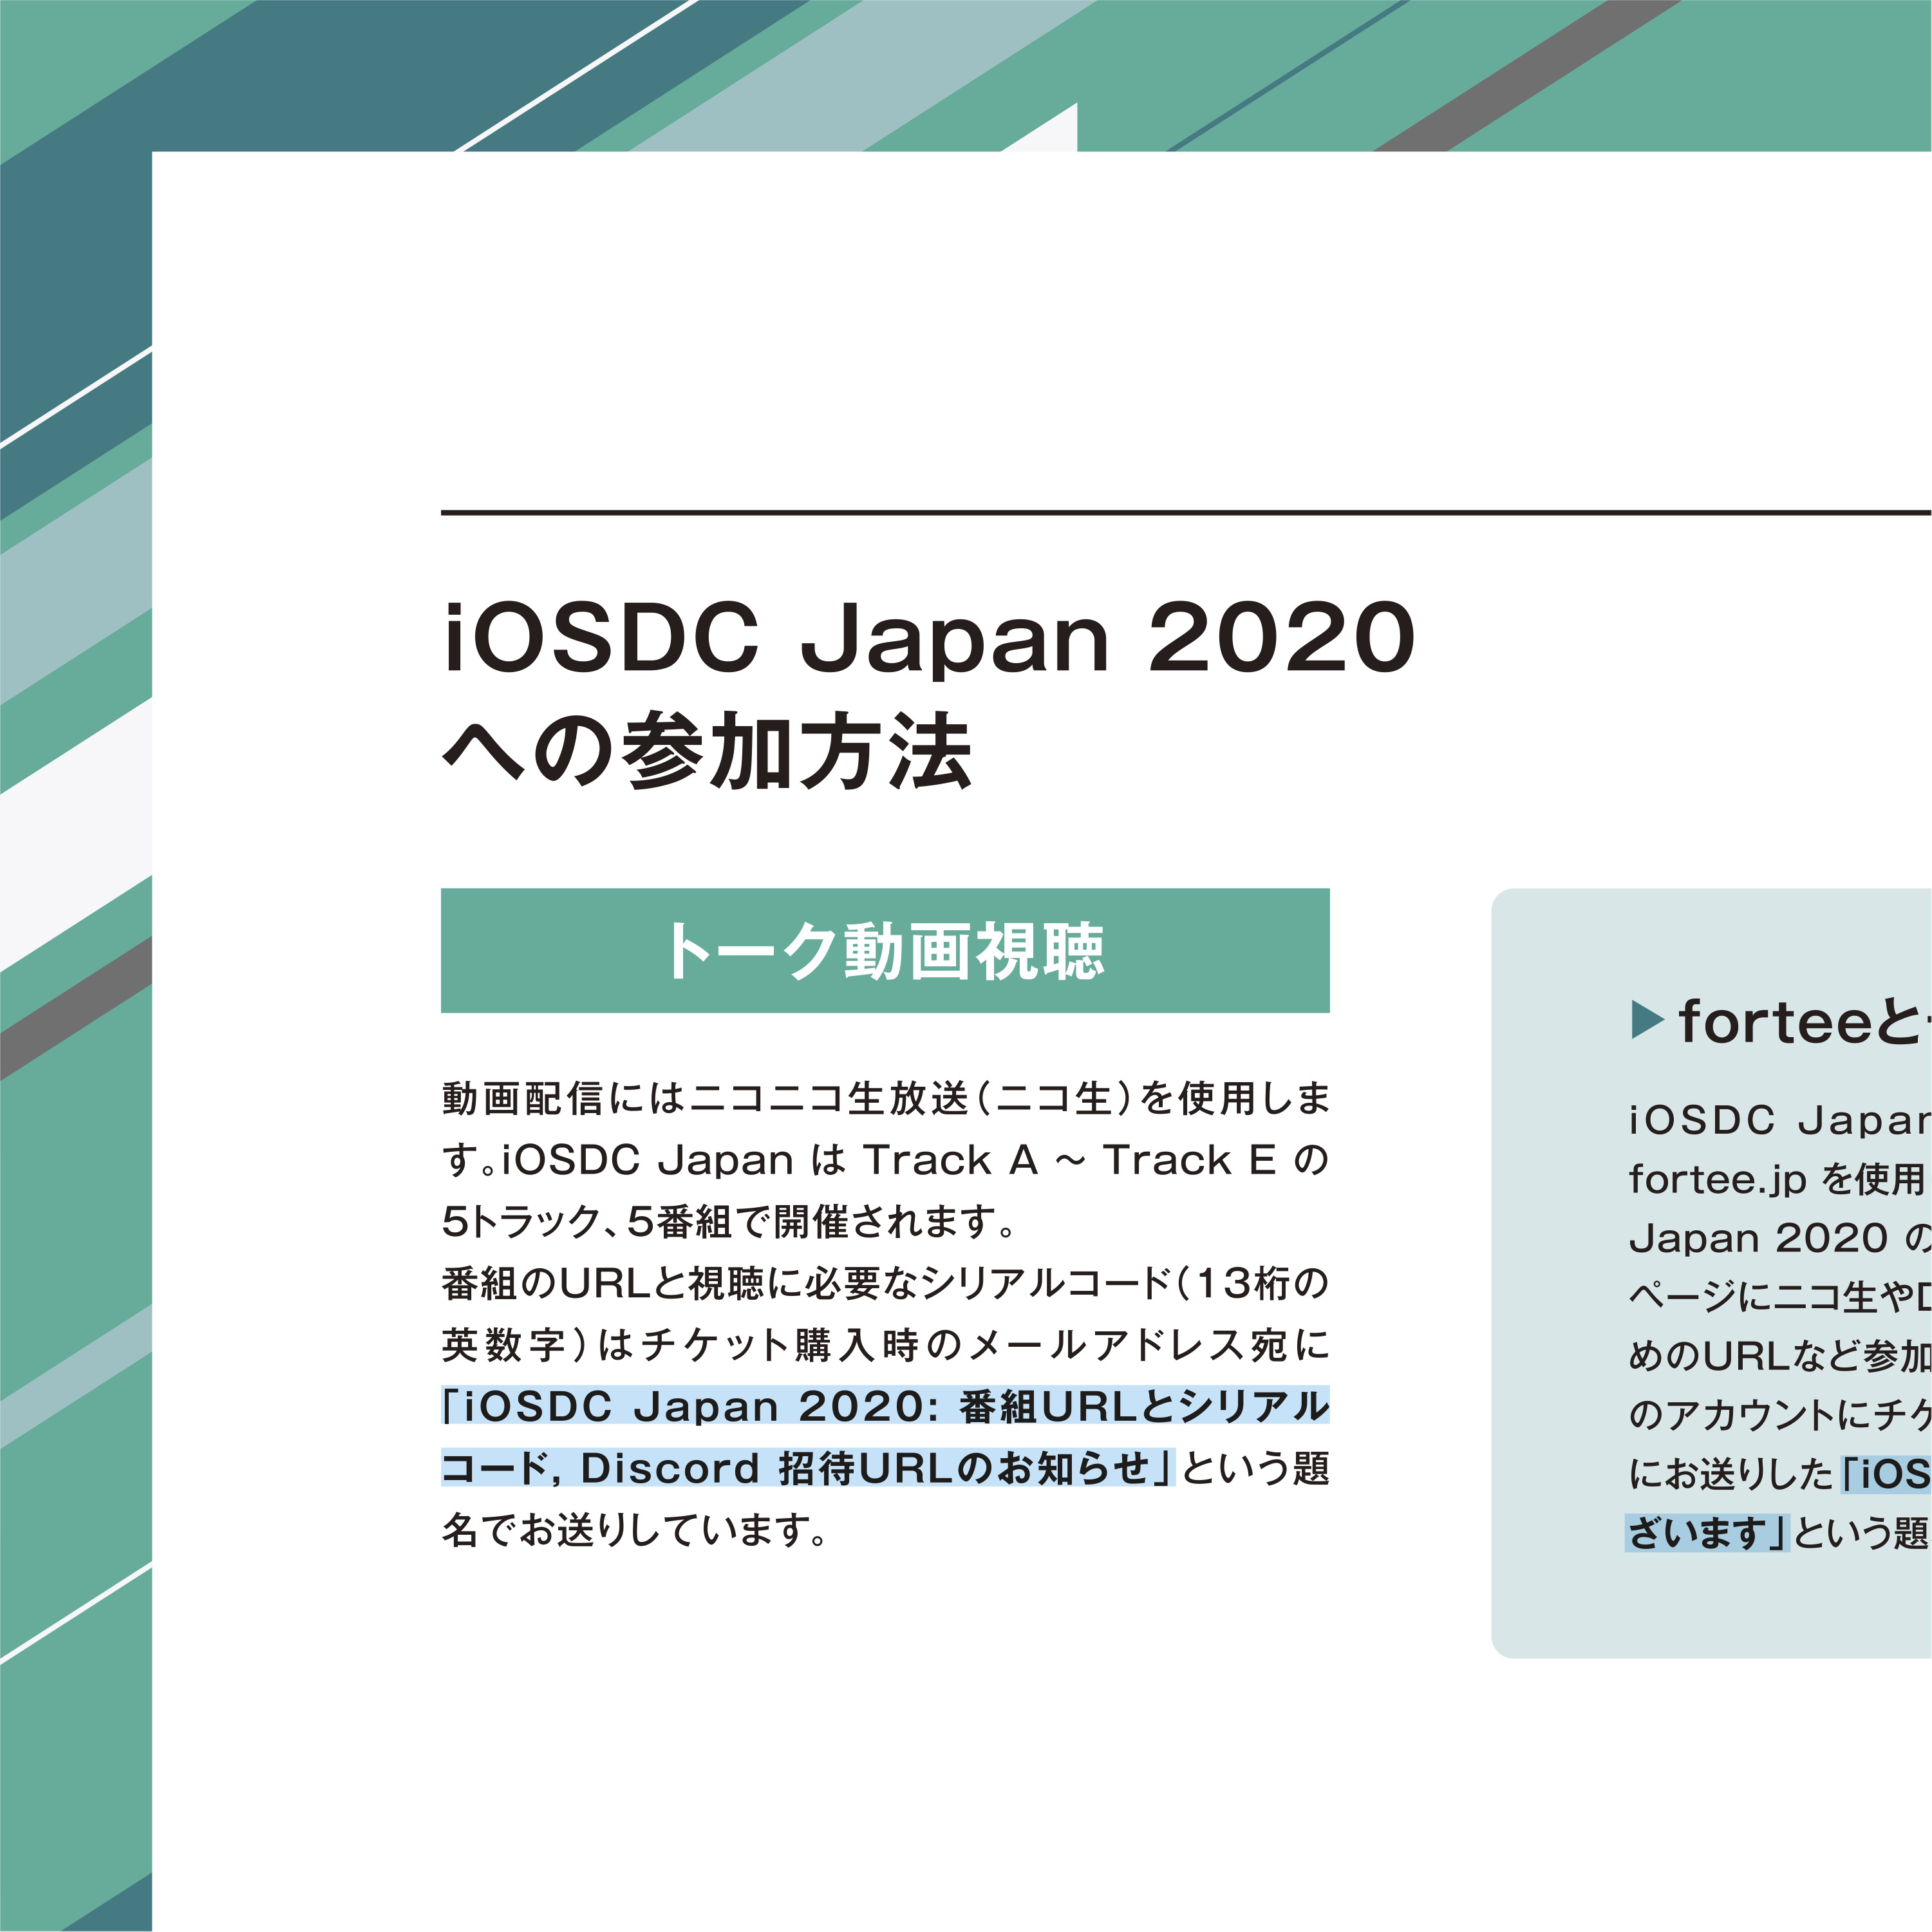 iOSDC Japan 2020
への参加方法
トーク動画視聴
動画配信にはニコニコ生放送（ニコ生）を使用しま
す。iOSDC Japan は Track A ～ Track E の
5トラック、5番組で開催されます。
番組のURLと視聴に必要なシリアルコード（13桁の
英数字）はチケット購入時のメールアドレス宛に
「iOSDC Japan 2020: 番組URLとシリアル
コード, Discord 招待URLのお知らせ」という題
名でお送りしています。
▶forteeと
iOSDC Japan
fortee.jp を使用
Japan 2020 の
ページにニコ生やD
めのURLなど参加
のアカウントにチケ
にお送りした「iOS
ざいます」という題